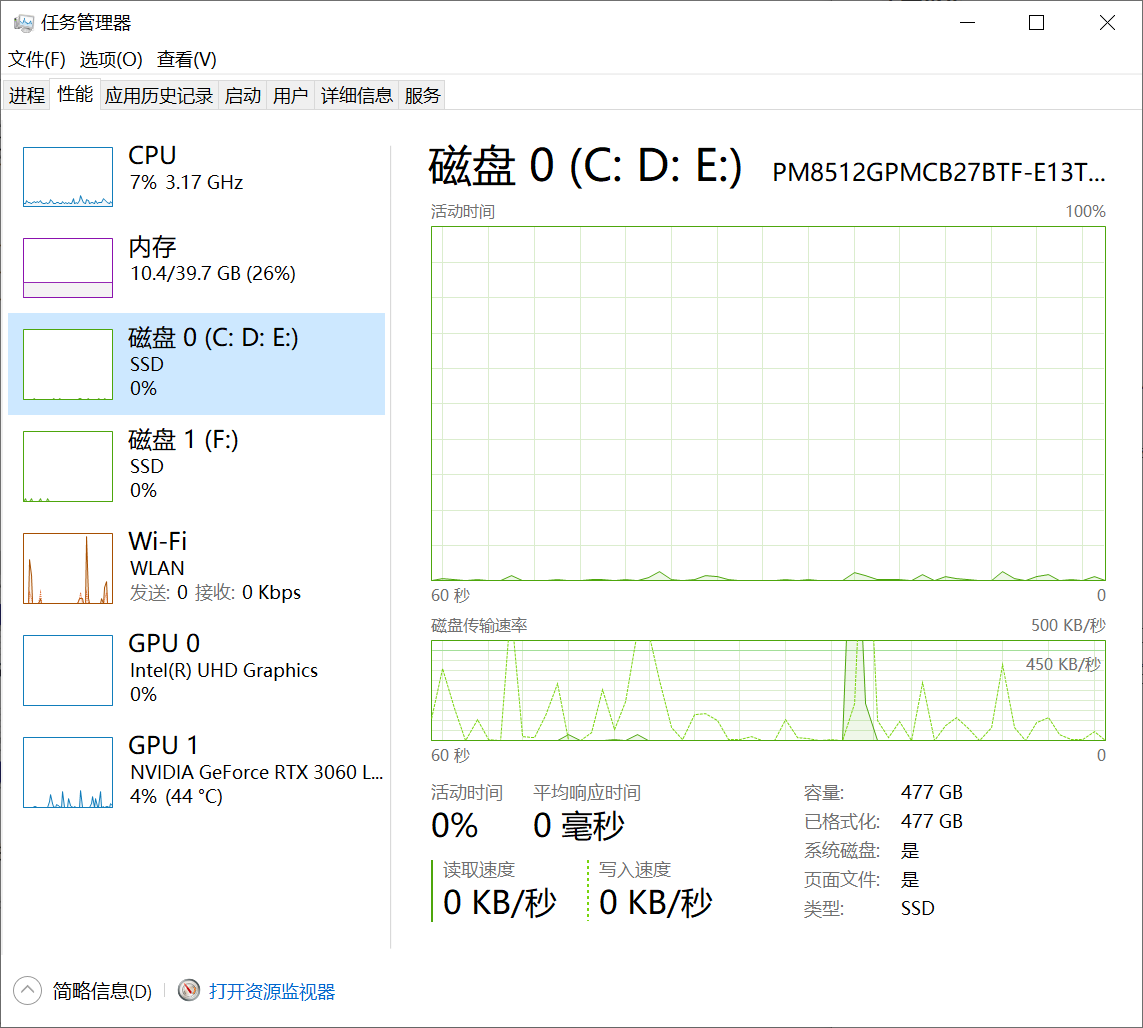 任务管理器
文件(F) 选项(O) 查看(V)
进程 性能 应用历史记录 启动 用户 详细信息 服务
CPU
7% 3.17 GHz
内存
10.4/39.7 GB (26%)
磁盘 0 (C: D: E:)
SSD
0%
磁盘 1 (F:)
SSD
0%
Wi-Fi
WLAN
发送: 0 接收: 0 Kbps
GPU 0
Intel(R) UHD Graphics
0%
GPU 1
NVIDIA GeForce RTX 3060 L...
4% (44 °C)
磁盘 0 (C: D: E:) PM8512GPMCB27BTF-E13T...
活动时间 100%
60 秒 0
磁盘传输速率 500 KB/秒
450 KB/秒
60 秒 0
活动时间 平均响应时间
0% 0 毫秒
读取速度 写入速度
0 KB/秒 0 KB/秒
容量: 477 GB
已格式化: 477 GB
系统磁盘: 是
页面文件: 是
类型: SSD
简略信息(D) 打开资源监视器